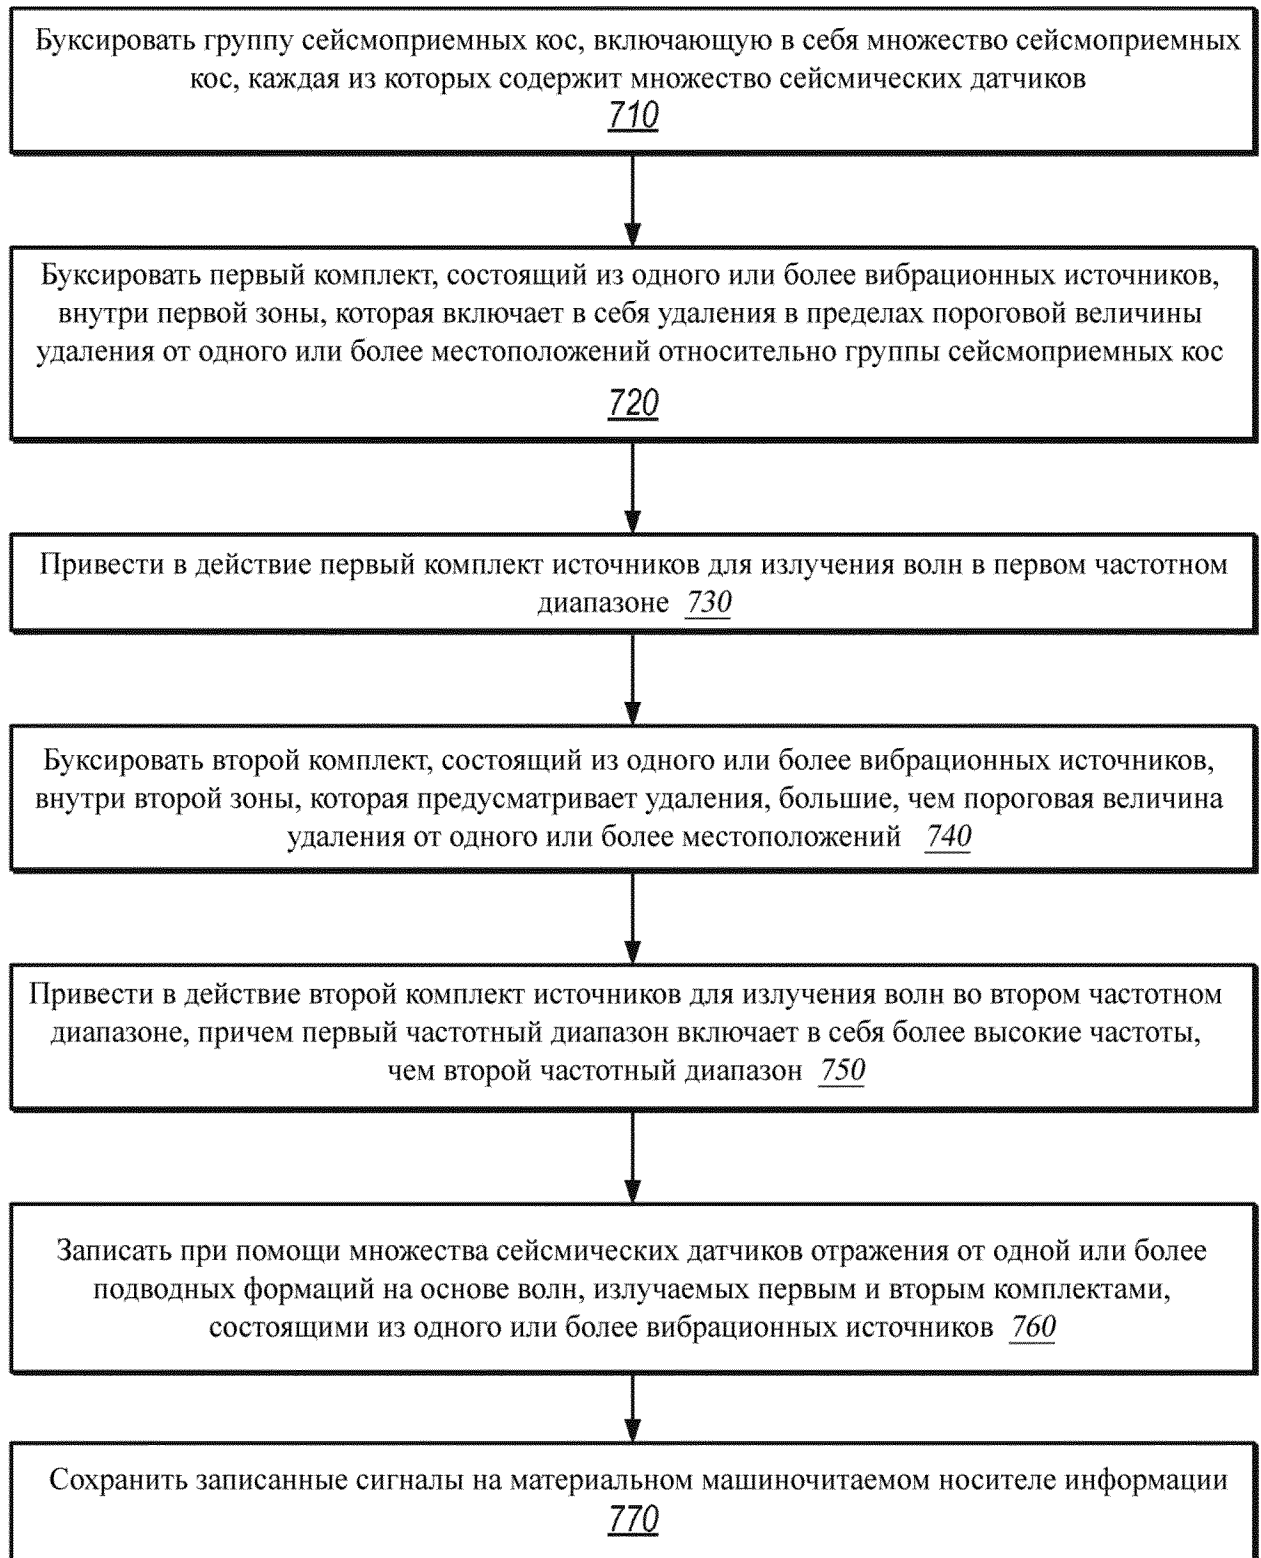 Буксировать группу сейсмоприемных кос, включающую в себя множество сейсмоприемных
кос, каждая из которых содержит множество сейсмических датчиков
710
Буксировать первый комплект, состоящий из одного или более вибрационных источников,
внутри первой зоны, которая включает в себя удаления в пределах пороговой величины
удаления от одного или более местоположений относительно группы сейсмоприемных кос
720
Привести в действие первый комплект источников для излучения волн в первом частотном
диапазоне 730
Буксировать второй комплект, состоящий из одного или более вибрационных источников,
внутри второй зоны, которая предусматривает удаления, большие, чем пороговая величина
удаления от одного или более местоположений 740
Привести в действие второй комплект источников для излучения волн во втором частотном
диапазоне, причем первый частотный диапазон включает в себя более высокие частоты,
чем второй частотный диапазон 750
Записать при помощи множества сейсмических датчиков отражения от одной или более
подводных формаций на основе волн, излучаемых первым и вторым комплектами,
состоящими из одного или более вибрационных источников 760
Сохранить записанные сигналы на материальном машиночитаемом носителе информации
770